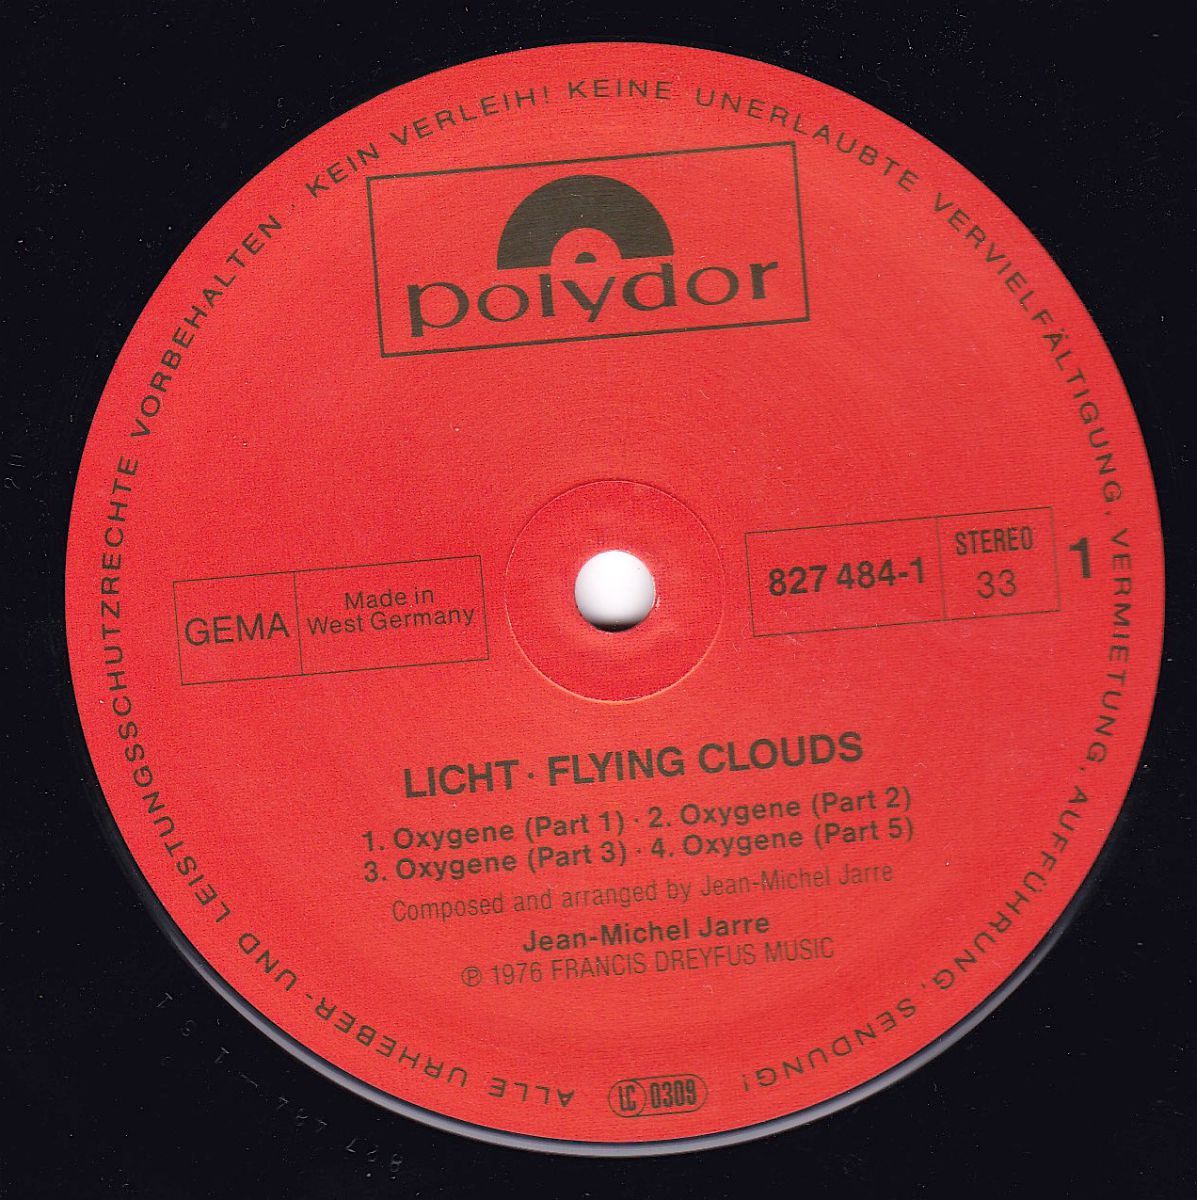 ALLE URHEBER- UND LEISTUNGSSCHUTZRECHTE VORBEHALTEN · KEIN VERLEIH! KEINE UNERLAUBTE VERVIELFÄLTIGUNG, VERMIETUNG, AUFFÜHRUNG, SENDUNG!
polydor
GEMA
Made in
West Germany
827 484-1
STEREO
33
1
LICHT · FLYING CLOUDS
1. Oxygene (Part 1) · 2. Oxygene (Part 2)
3. Oxygene (Part 3) · 4. Oxygene (Part 5)
Composed and arranged by Jean-Michel Jarre
Jean-Michel Jarre
℗ 1976 FRANCIS DREYFUS MUSIC
LC 0309